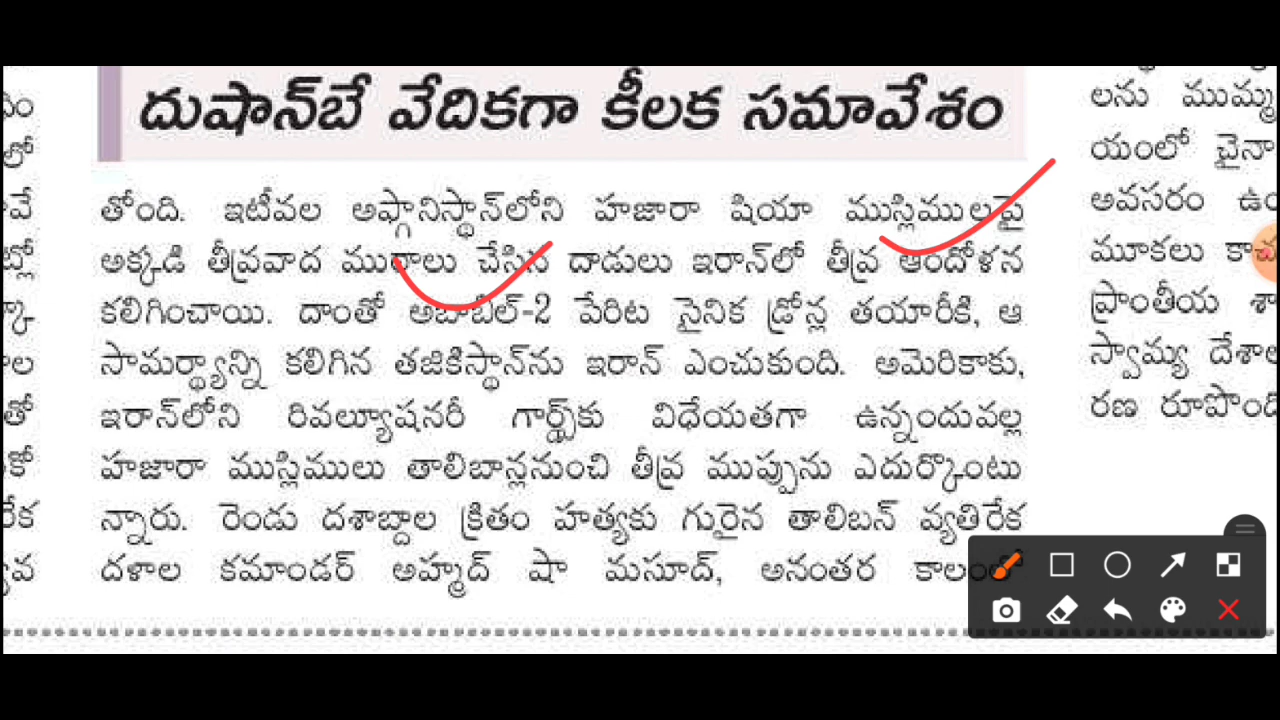 దుషాన్‌బే వేదికగా కీలక సమావేశం
తోంది. ఇటీవల అఫ్గానిస్థాన్‌లోని హజారా షియా ముస్లిములపై
అక్కడి తీవ్రవాద ముఠాలు చేసిన దాడులు ఇరాన్‌లో తీవ్ర ఆందోళన
కలిగించాయి. దాంతో అబాబీల్-2 పేరిట సైనిక డ్రోన్ల తయారీకి, ఆ
సామర్థ్యాన్ని కలిగిన తజికిస్థాన్‌ను ఇరాన్ ఎంచుకుంది. అమెరికాకు,
ఇరాన్‌లోని రివల్యూషనరీ గార్డ్స్‌కు విధేయతగా ఉన్నందువల్ల
హజారా ముస్లిములు తాలిబాన్లనుంచి తీవ్ర ముప్పును ఎదుర్కొంటు
న్నారు. రెండు దశాబ్దాల క్రితం హత్యకు గురైన తాలిబన్ వ్యతిరేక
దళాల కమాండర్ అహ్మద్ షా మసూద్, అనంతర కాలంలో
లను
యంలో చైనా
అవసరం
మూకలు
ప్రాంతీయ
స్వామ్య
రణ